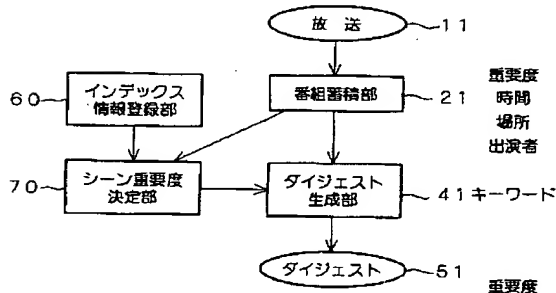 放 送
11
60
インデックス
情報登録部
番組蓄積部
21
重要度
時間
場所
出演者
70
シーン重要度
決定部
ダイジェスト
生成部
41
キーワード
ダイジェスト
51
重要度